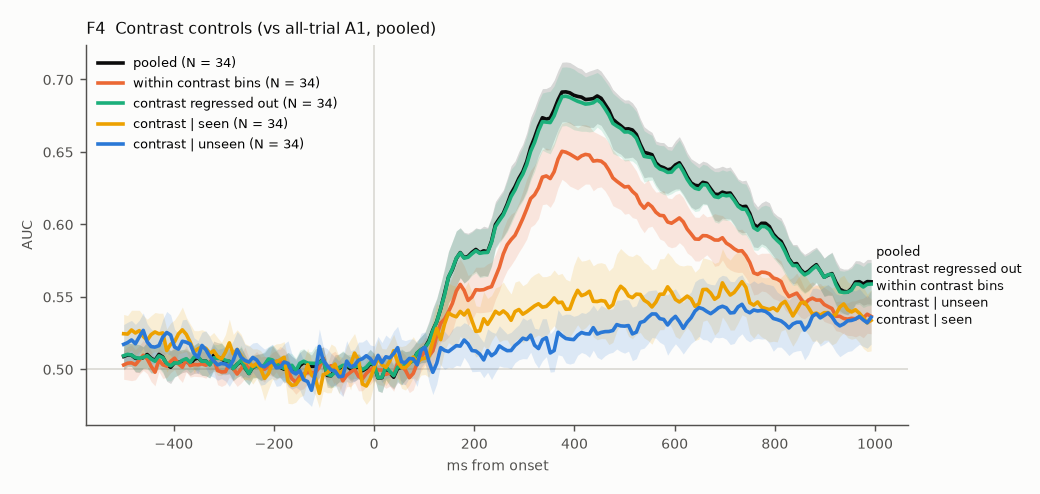 F4  Contrast controls (vs all-trial A1, pooled)
pooled (N = 34)
within contrast bins (N = 34)
contrast regressed out (N = 34)
contrast | seen (N = 34)
contrast | unseen (N = 34)
0.70
0.65
0.60
0.55
0.50
AUC
pooled
contrast regressed out
within contrast bins
contrast | unseen
contrast | seen
−400 −200 0 200 400 600 800 1000
ms from onset